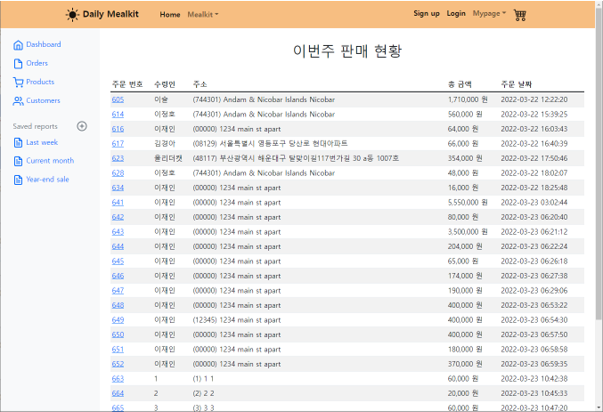 Daily Mealkit Home Mealkit Sign up Login Mypage
Dashboard
Orders
Products
Customers
Saved reports
Last week
Current month
Year-end sale
이번주 판매 현황
주문 번호 수령인 주소 총 금액 주문 날짜
605 이슬 (744301) Andam & Nicobar Islands Nicobar 1,710,000 원 2022-03-22 12:22:20
614 이정호 (744301) Andam & Nicobar Islands Nicobar 560,000 원 2022-03-22 15:39:25
616 이재인 (00000) 1234 main st apart 64,000 원 2022-03-22 16:03:43
617 김경아 (08129) 서울특별시 영등포구 당산로 현대아파트 66,000 원 2022-03-22 16:40:39
623 올리더캣 (48117) 부산광역시 해운대구 달맞이길117번가길 30 a동 1007호 354,000 원 2022-03-22 17:50:46
628 이정호 (744301) Andam & Nicobar Islands Nicobar 48,000 원 2022-03-22 18:02:07
634 이재인 (00000) 1234 main st apart 16,000 원 2022-03-22 18:25:48
641 이재인 (00000) 1234 main st apart 5,550,000 원 2022-03-23 03:02:44
642 이재인 (00000) 1234 main st apart 80,000 원 2022-03-23 06:20:40
643 이재인 (00000) 1234 main st apart 3,500,000 원 2022-03-23 06:21:12
644 이재인 (00000) 1234 main st apart 204,000 원 2022-03-23 06:22:24
645 이재인 (00000) 1234 main st apart 65,000 원 2022-03-23 06:26:18
646 이재인 (00000) 1234 main st apart 174,000 원 2022-03-23 06:27:38
647 이재인 (00000) 1234 main st apart 190,000 원 2022-03-23 06:29:06
648 이재인 (00000) 1234 main st apart 400,000 원 2022-03-23 06:53:22
649 이재인 (12345) 1234 main st apart 400,000 원 2022-03-23 06:54:30
650 이재인 (00000) 1234 main st apart 400,000 원 2022-03-23 06:57:50
651 이재인 (00000) 1234 main st apart 180,000 원 2022-03-23 06:58:58
652 이재인 (00000) 1234 main st apart 370,000 원 2022-03-23 06:59:35
663 1 (1) 1 1 60,000 원 2022-03-23 10:42:38
664 2 (2) 2 2 20,000 원 2022-03-23 10:45:33
665 3 (3) 3 3 60,000 원 2022-03-23 10:47:20